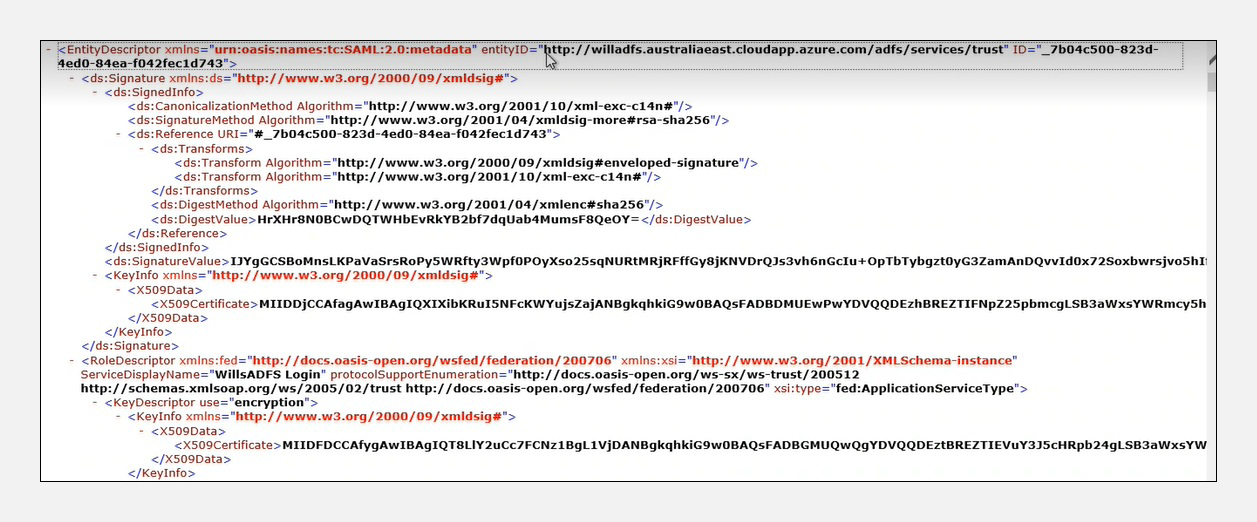 - <EntityDescriptor xmlns="urn:oasis:names:tc:SAML:2.0:metadata" entityID="http://willadfs.australiaeast.cloudapp.azure.com/adfs/services/trust" ID="_7b04c500-823d-
4ed0-84ea-f042fec1d743">
- <ds:Signature xmlns:ds="http://www.w3.org/2000/09/xmldsig#">
- <ds:SignedInfo>
<ds:CanonicalizationMethod Algorithm="http://www.w3.org/2001/10/xml-exc-c14n#"/>
<ds:SignatureMethod Algorithm="http://www.w3.org/2001/04/xmldsig-more#rsa-sha256"/>
- <ds:Reference URI="#_7b04c500-823d-4ed0-84ea-f042fec1d743">
- <ds:Transforms>
<ds:Transform Algorithm="http://www.w3.org/2000/09/xmldsig#enveloped-signature"/>
<ds:Transform Algorithm="http://www.w3.org/2001/10/xml-exc-c14n#"/>
</ds:Transforms>
<ds:DigestMethod Algorithm="http://www.w3.org/2001/04/xmlenc#sha256"/>
<ds:DigestValue>HrXHr8N0BCwDQTWHbEvRkYB2bf7dqUab4MumsF8QeOY=</ds:DigestValue>
</ds:Reference>
</ds:SignedInfo>
<ds:SignatureValue>IJYgGCSBoMnsLKPaVaSrsRoPy5WRfty3Wpf0POyXso25sqNURtMRjRFffGy8jKNVDrQJs3vh6nGcIu+OpTbTybgzt0yG3ZamAnDQvvId0x72Soxbwrsjvo5hI
- <KeyInfo xmlns="http://www.w3.org/2000/09/xmldsig#">
- <X509Data>
<X509Certificate>MIIDDjCCAfagAwIBAgIQXIXibKRuI5NFcKWYujsZajANBgkqhkiG9w0BAQsFADBDMUEwPwYDVQQDEzhBREZTIFNpZ25pbmcgLSB3aWxsYWRmcy5h
</X509Data>
</KeyInfo>
</ds:Signature>
- <RoleDescriptor xmlns:fed="http://docs.oasis-open.org/wsfed/federation/200706" xmlns:xsi="http://www.w3.org/2001/XMLSchema-instance"
ServiceDisplayName="WillsADFS Login" protocolSupportEnumeration="http://docs.oasis-open.org/ws-sx/ws-trust/200512
http://schemas.xmlsoap.org/ws/2005/02/trust http://docs.oasis-open.org/wsfed/federation/200706" xsi:type="fed:ApplicationServiceType">
- <KeyDescriptor use="encryption">
- <KeyInfo xmlns="http://www.w3.org/2000/09/xmldsig#">
- <X509Data>
<X509Certificate>MIIDFDCCAfygAwIBAgIQT8LlY2uCc7FCNz1BgL1VjDANBgkqhkiG9w0BAQsFADBGMUQwQgYDVQQDEztBREZTIEVuY3J5cHRpb24gLSB3aWxsYW
</X509Data>
</KeyInfo>